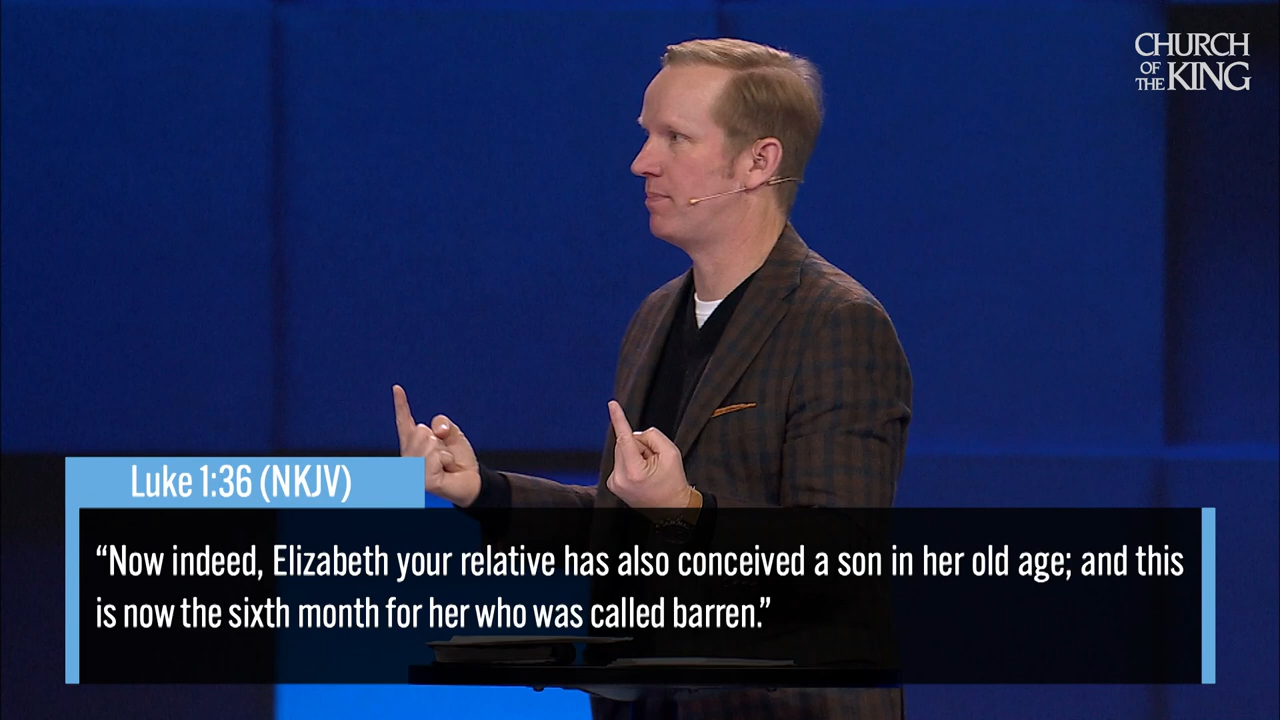 CHURCH
OF
THE KING
Luke 1:36 (NKJV)
“Now indeed, Elizabeth your relative has also conceived a son in her old age; and this
is now the sixth month for her who was called barren.”